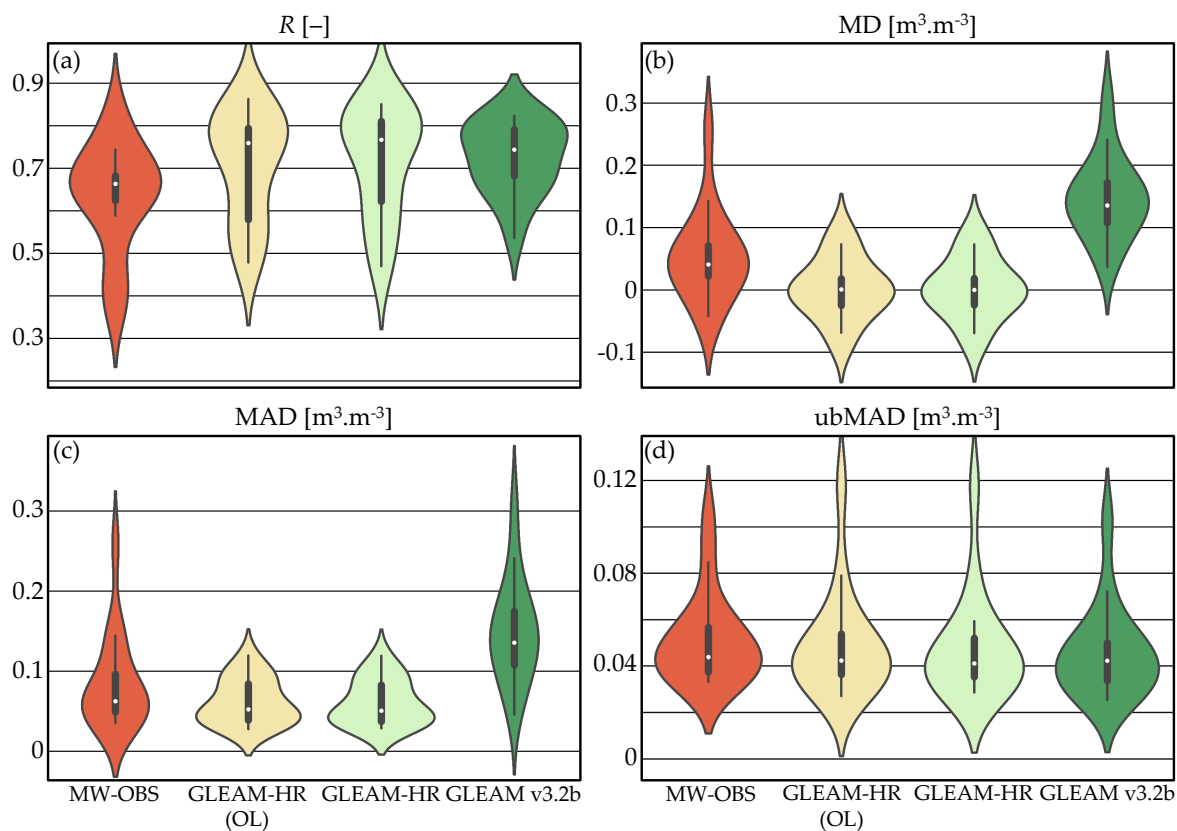 R [–]
(a)
0.9
0.7
0.5
0.3
MD [m³.m⁻³]
(b)
0.3
0.2
0.1
0
-0.1
MAD [m³.m⁻³]
(c)
0.3
0.2
0.1
0
MW-OBS GLEAM-HR GLEAM-HR GLEAM v3.2b
(OL)
ubMAD [m³.m⁻³]
(d)
0.12
0.08
0.04
0
MW-OBS GLEAM-HR GLEAM-HR GLEAM v3.2b
(OL)